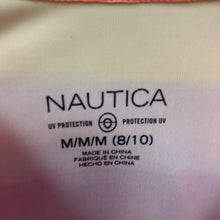 NAUTICA
UV PROTECTION PROTECTION UV
M/M/M (8/10)
MADE IN CHINA
FABRIQUÉ EN CHINE
HECHO EN CHINA